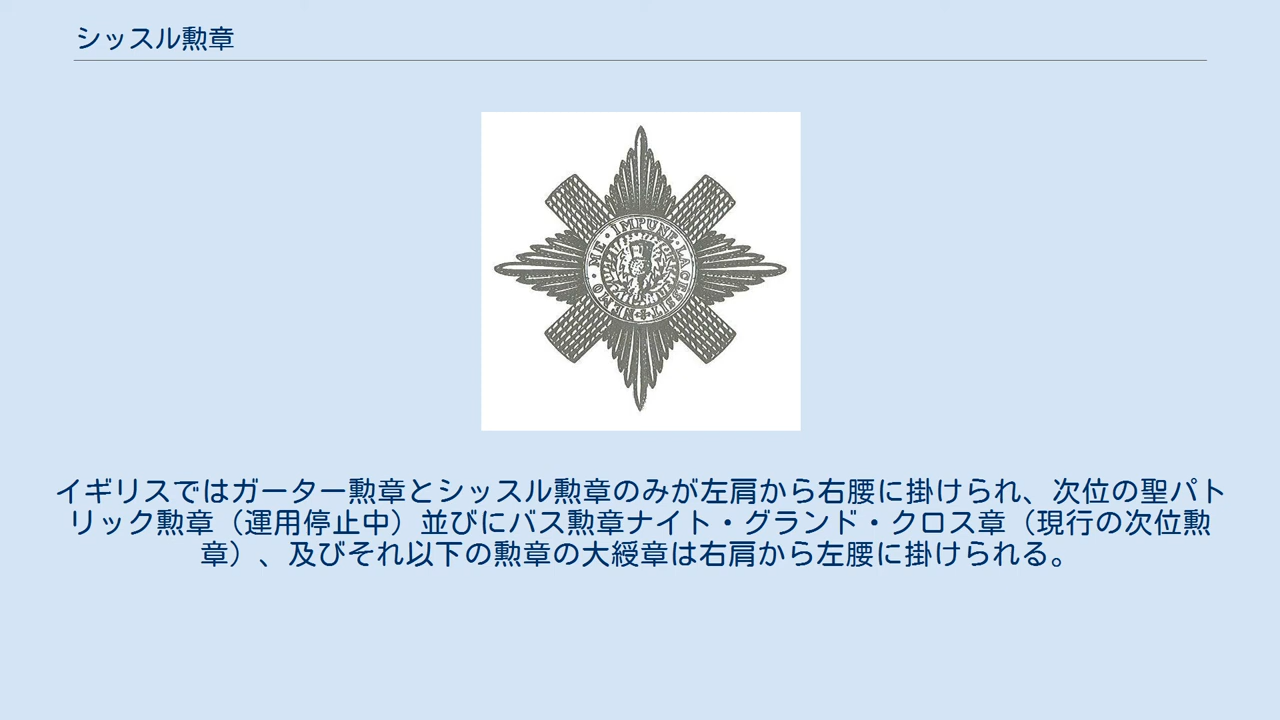 シッスル勲章
NEMO · ME · IMPUNE · LACESSIT
イギリスではガーター勲章とシッスル勲章のみが左肩から右腰に掛けられ、次位の聖パト
リック勲章（運用停止中）並びにバス勲章ナイト・グランド・クロス章（現行の次位勲
章）、及びそれ以下の勲章の大綬章は右肩から左腰に掛けられる。